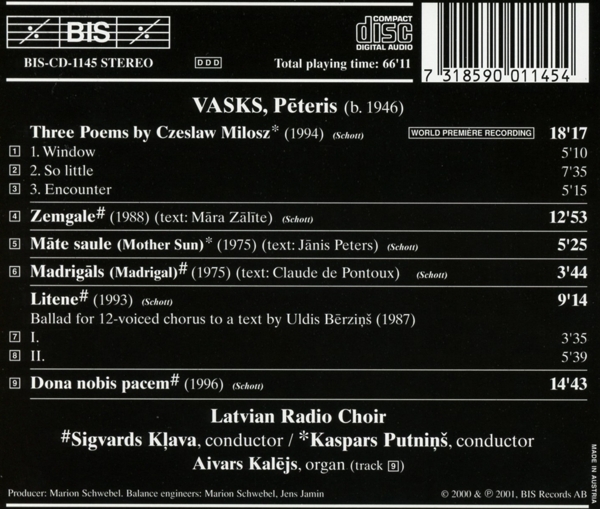 BIS
COMPACT
disc
DIGITAL AUDIO
BIS-CD-1145 STEREO
DDD
Total playing time: 66'11
7 318590 011454
VASKS, Pēteris (b. 1946)
Three Poems by Czeslaw Milosz* (1994) (Schott) WORLD PREMIÈRE RECORDING 18'17
1 1. Window 5'10
2 2. So little 7'35
3 3. Encounter 5'15
4 Zemgale# (1988) (text: Māra Zālīte) (Schott) 12'53
5 Māte saule (Mother Sun)* (1975) (text: Jānis Peters) (Schott) 5'25
6 Madrigāls (Madrigal)# (1975) (text: Claude de Pontoux) (Schott) 3'44
Litene# (1993) (Schott) 9'14
Ballad for 12-voiced chorus to a text by Uldis Bērziņš (1987)
7 I. 3'35
8 II. 5'39
9 Dona nobis pacem# (1996) (Schott) 14'43
Latvian Radio Choir
#Sigvards Kļava, conductor / *Kaspars Putniņš, conductor
Aivars Kalējs, organ (track 9)
MADE IN AUSTRIA
Producer: Marion Schwebel. Balance engineers: Marion Schwebel, Jens Jamin
© 2000 & ℗ 2001, BIS Records AB